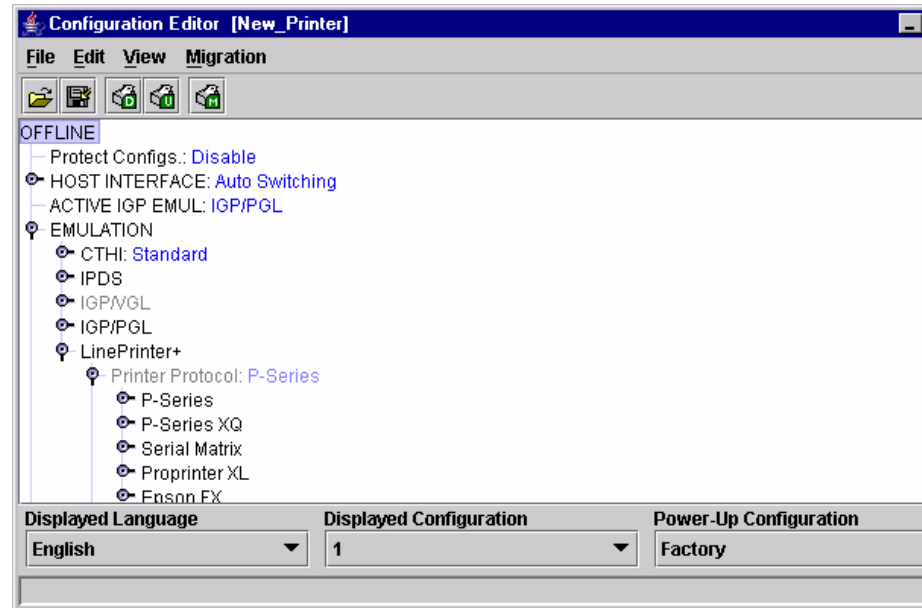 Configuration Editor [New_Printer]
File Edit View Migration
D U M
OFFLINE
Protect Configs.: Disable
HOST INTERFACE: Auto Switching
ACTIVE IGP EMUL: IGP/PGL
EMULATION
CTHI: Standard
IPDS
IGP/VGL
IGP/PGL
LinePrinter+
Printer Protocol: P-Series
P-Series
P-Series XQ
Serial Matrix
Proprinter XL
Epson FX
Displayed Language Displayed Configuration Power-Up Configuration
English 1 Factory